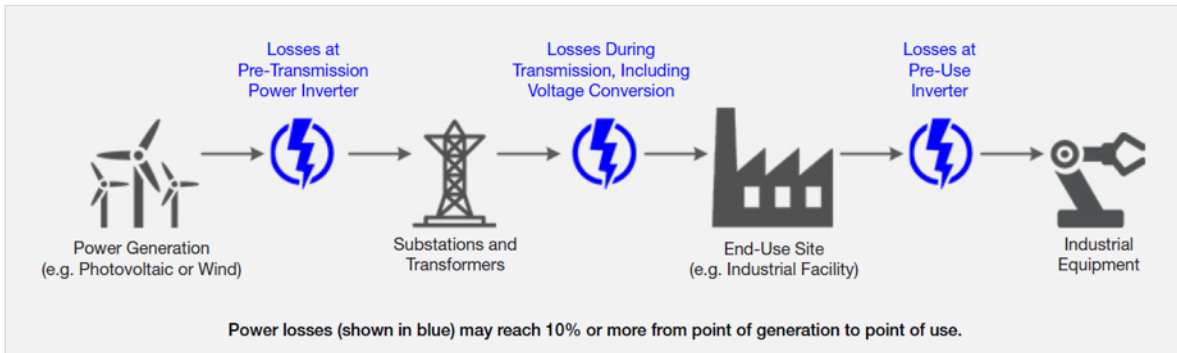 Losses at
Pre-Transmission
Power Inverter
Losses During
Transmission, Including
Voltage Conversion
Losses at
Pre-Use
Inverter
Power Generation
(e.g. Photovoltaic or Wind)
Substations and
Transformers
End-Use Site
(e.g. Industrial Facility)
Industrial
Equipment
Power losses (shown in blue) may reach 10% or more from point of generation to point of use.